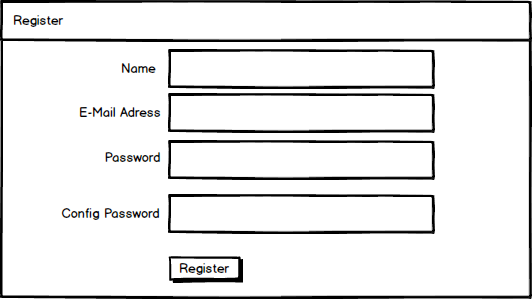 Register
Name
E-Mail Adress
Password
Config Password
Register